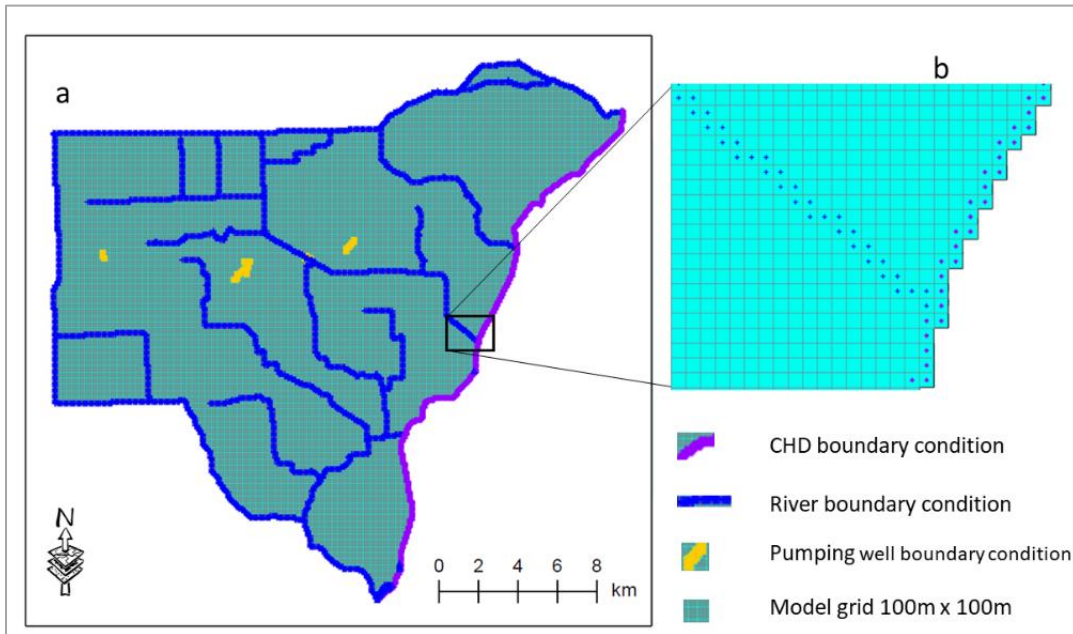 a
b
N
0 2 4 6 8
km
CHD boundary condition
River boundary condition
Pumping well boundary condition
Model grid 100m x 100m